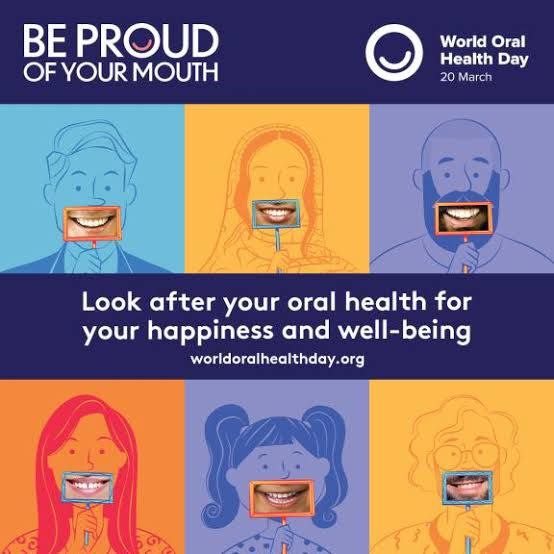 BE PROUD
OF YOUR MOUTH
World Oral
Health Day
20 March
Look after your oral health for
your happiness and well-being
worldoralhealthday.org